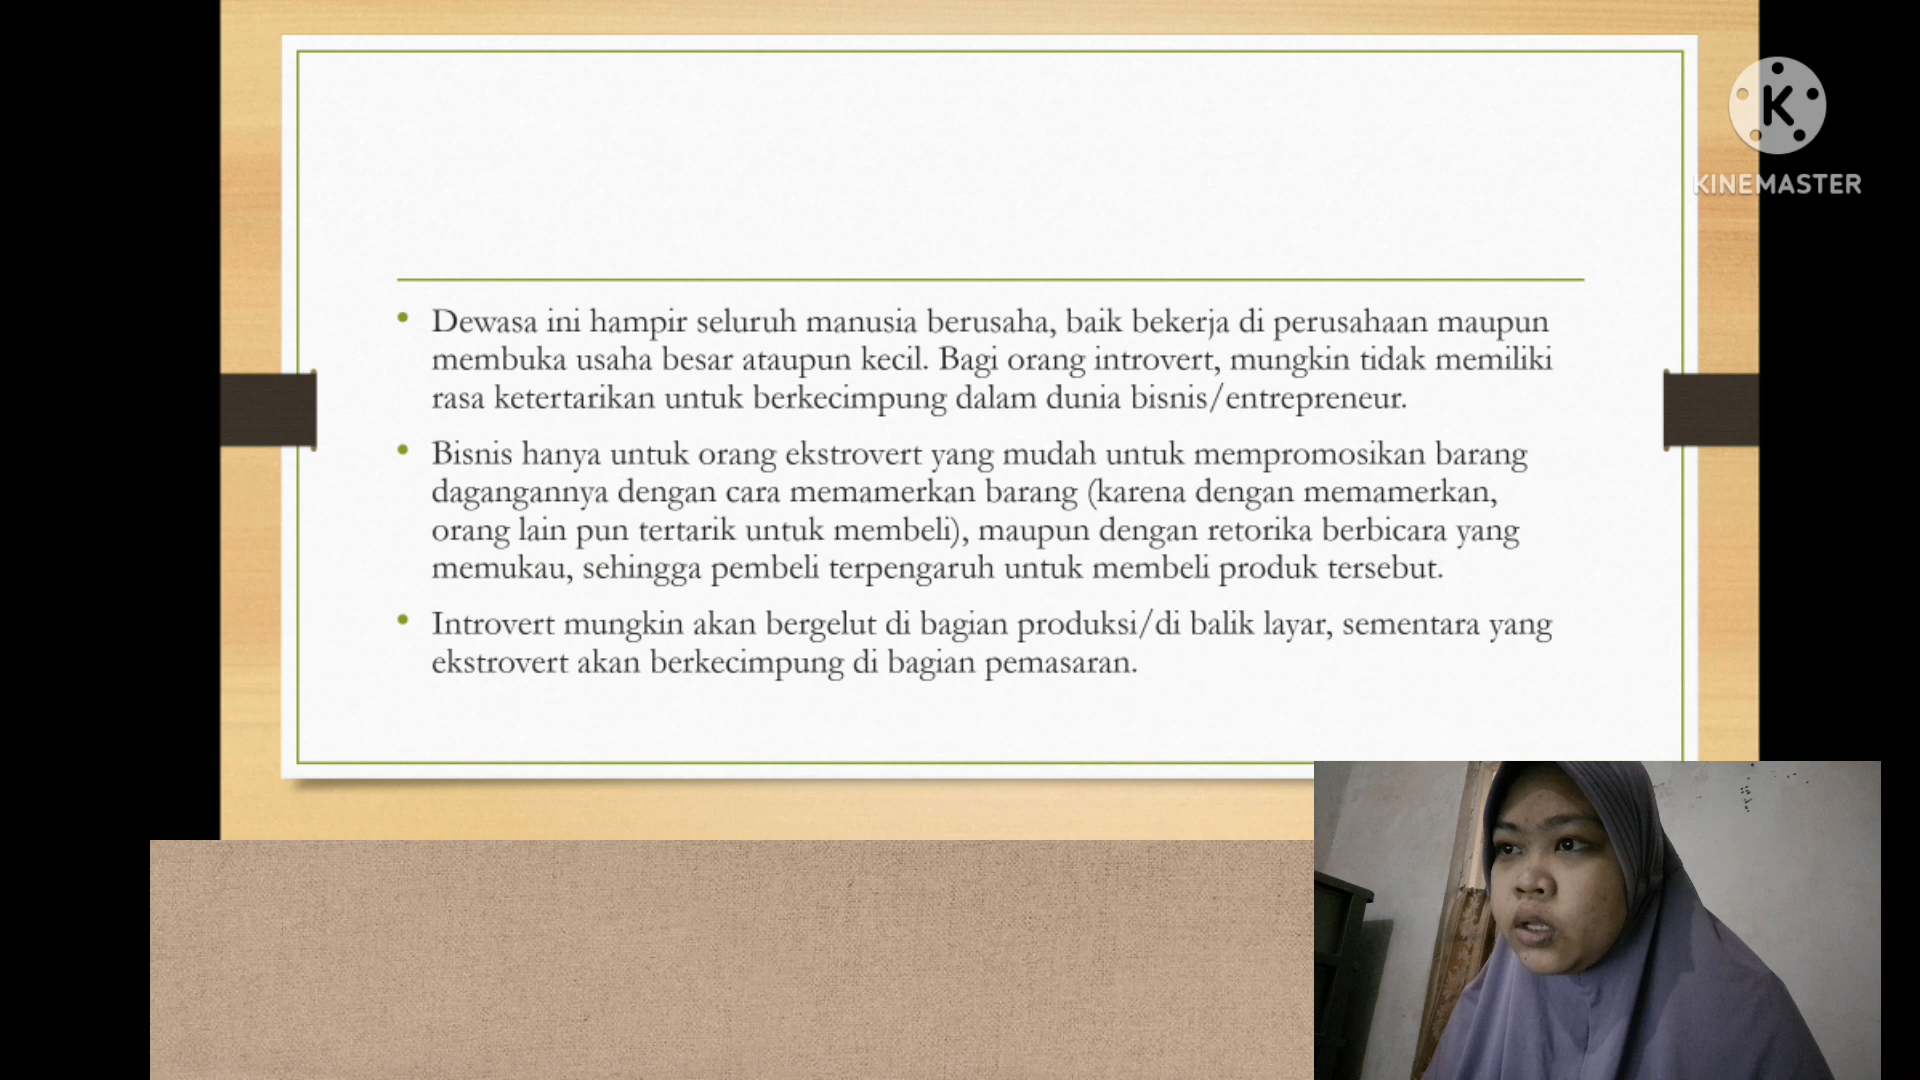 K
KINEMASTER
• Dewasa ini hampir seluruh manusia berusaha, baik bekerja di perusahaan maupun
membuka usaha besar ataupun kecil. Bagi orang introvert, mungkin tidak memiliki
rasa ketertarikan untuk berkecimpung dalam dunia bisnis/entrepreneur.
• Bisnis hanya untuk orang ekstrovert yang mudah untuk mempromosikan barang
dagangannya dengan cara memamerkan barang (karena dengan memamerkan,
orang lain pun tertarik untuk membeli), maupun dengan retorika berbicara yang
memukau, sehingga pembeli terpengaruh untuk membeli produk tersebut.
• Introvert mungkin akan bergelut di bagian produksi/di balik layar, sementara yang
ekstrovert akan berkecimpung di bagian pemasaran.